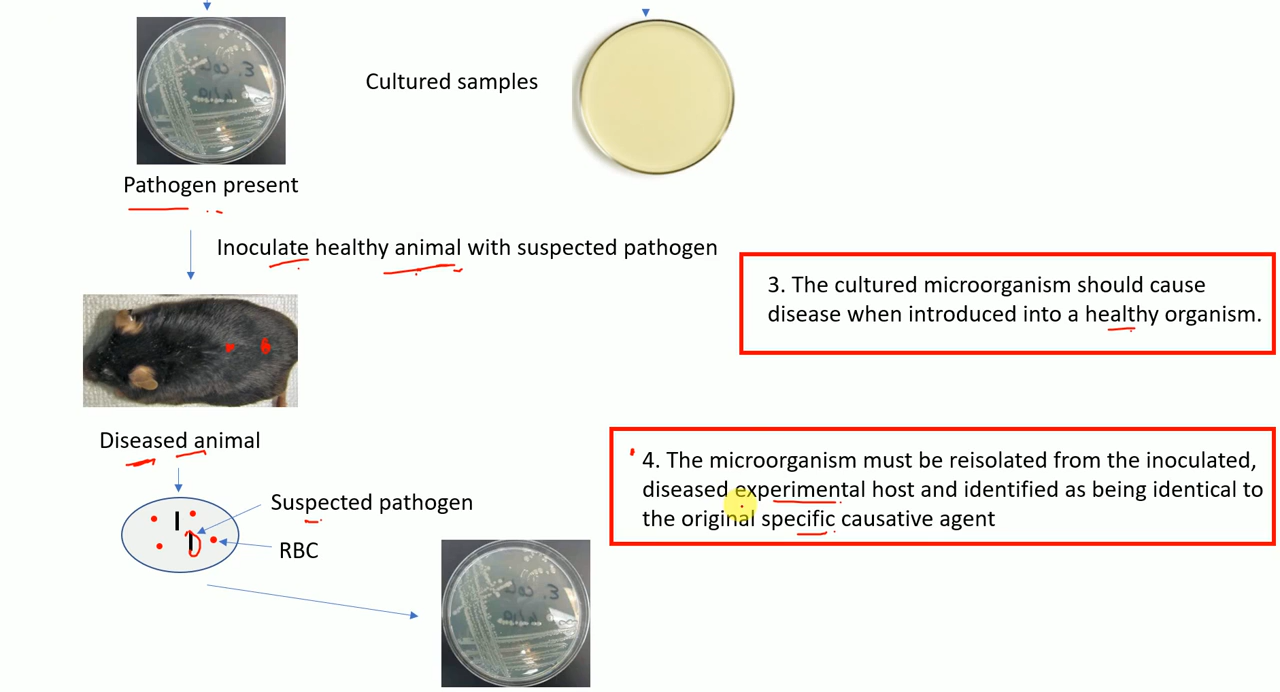 Cultured samples
Pathogen present
Inoculate healthy animal with suspected pathogen
3. The cultured microorganism should cause
disease when introduced into a healthy organism.
Diseased animal
4. The microorganism must be reisolated from the inoculated,
diseased experimental host and identified as being identical to
the original specific causative agent
Suspected pathogen
RBC